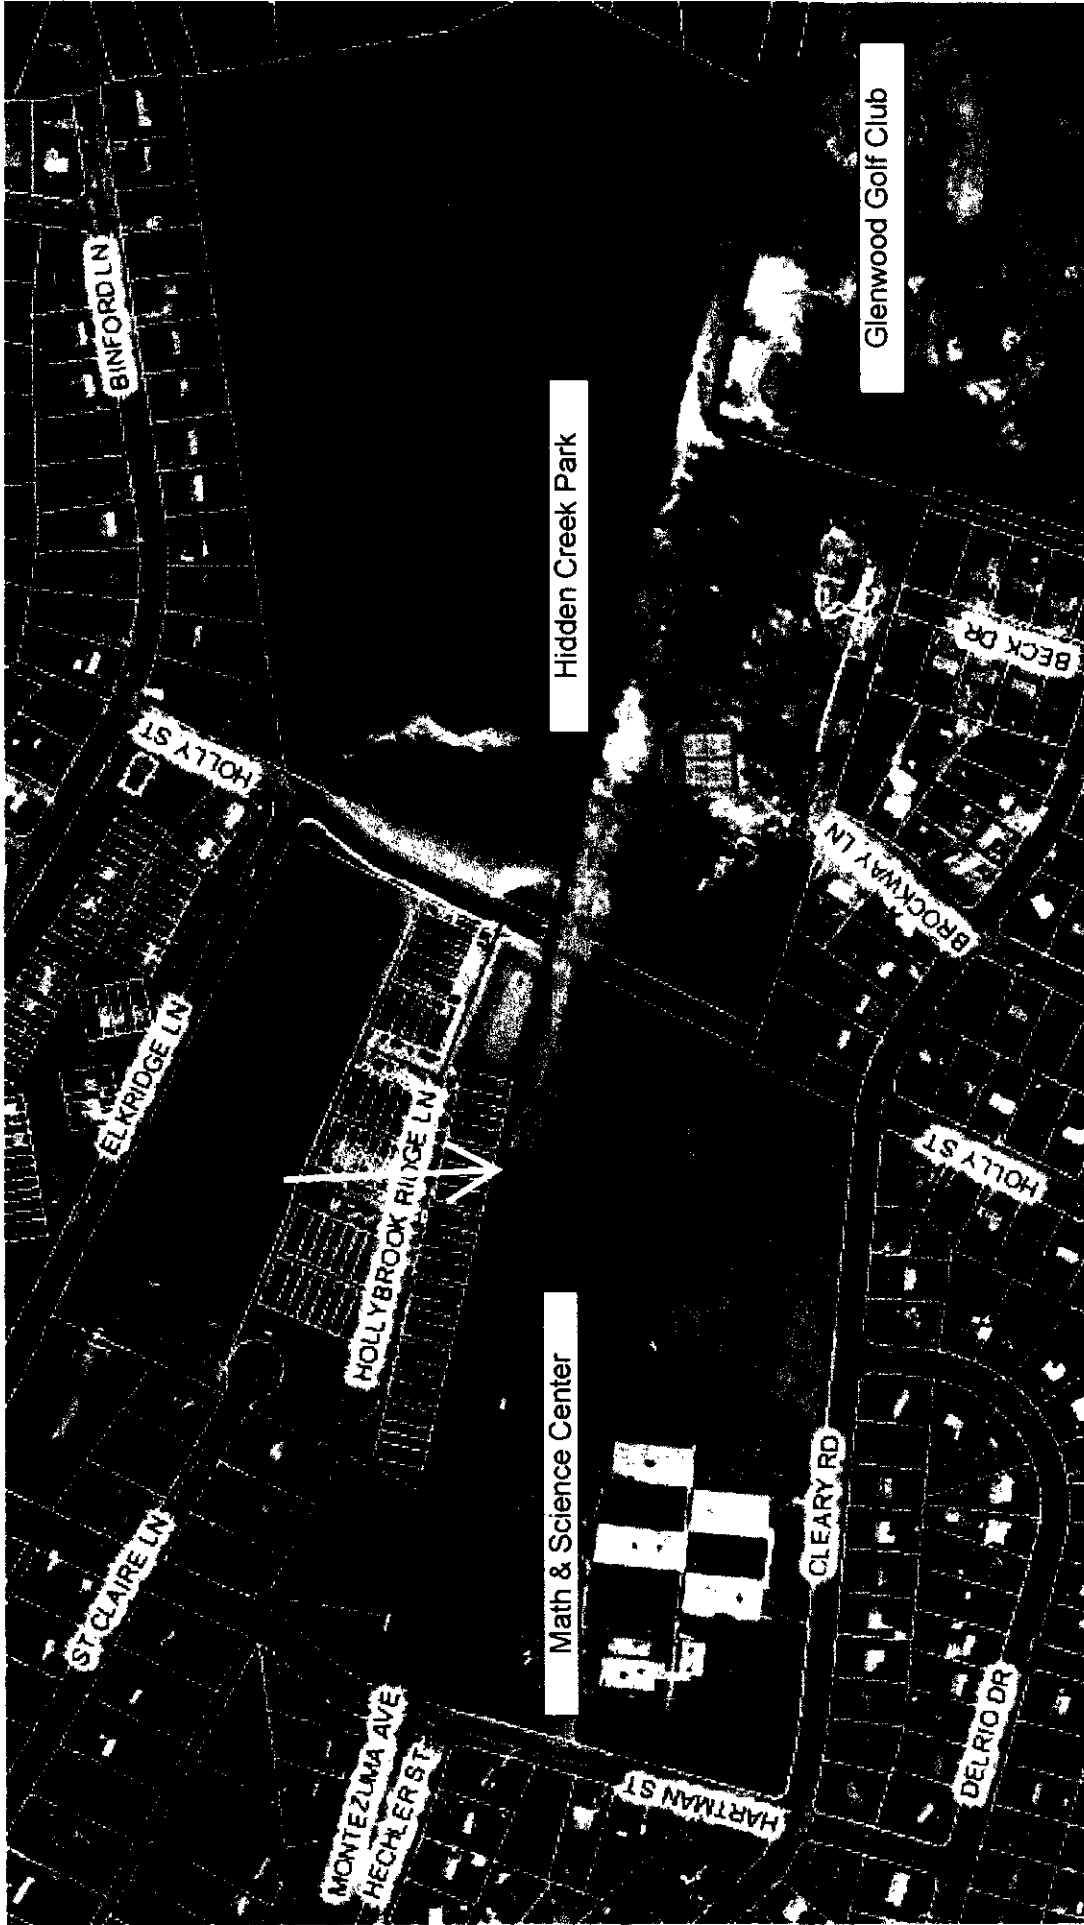 BINFORD LN
HOLLY ST
ELKRIDGE LN
ST CLAIRE LN
HOLLYBROOK RIDGE LN
MONTEZUMA AVE
HECHLER ST
Hidden Creek Park
Math & Science Center
Glenwood Golf Club
HARTMAN ST
CLEARY RD
BROCKWAY LN
BECK DR
HOLLY ST
DELRIO DR